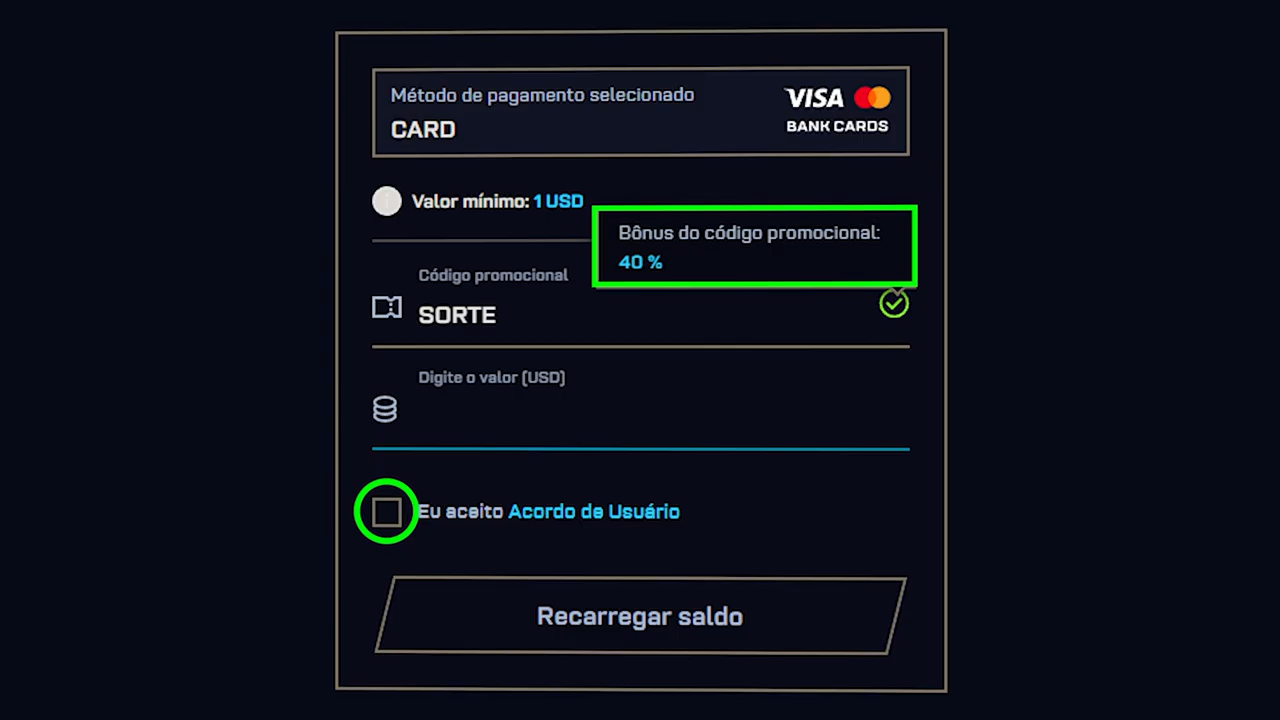 Método de pagamento selecionado
CARD
VISA
BANK CARDS
Valor mínimo: 1 USD
Bônus do código promocional:
40 %
Código promocional
SORTE
Digite o valor (USD)
Eu aceito Acordo de Usuário
Recarregar saldo